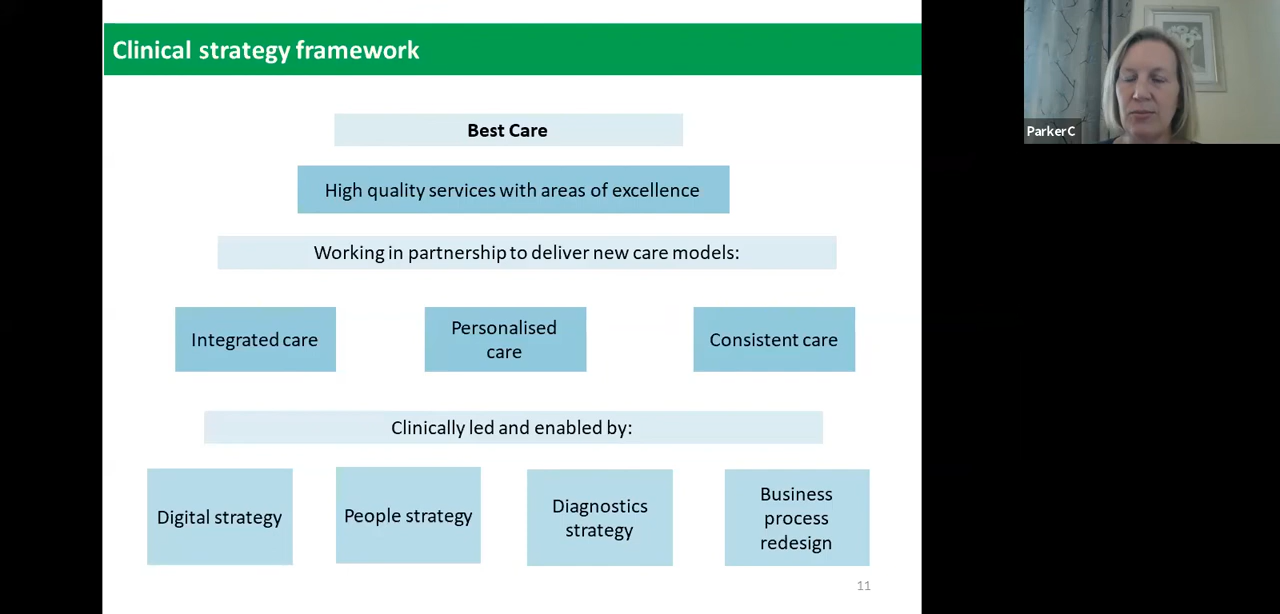 Clinical strategy framework
ParkerC
Best Care
High quality services with areas of excellence
Working in partnership to deliver new care models:
Integrated care
Personalised
care
Consistent care
Clinically led and enabled by:
Digital strategy
People strategy
Diagnostics
strategy
Business
process
redesign
11